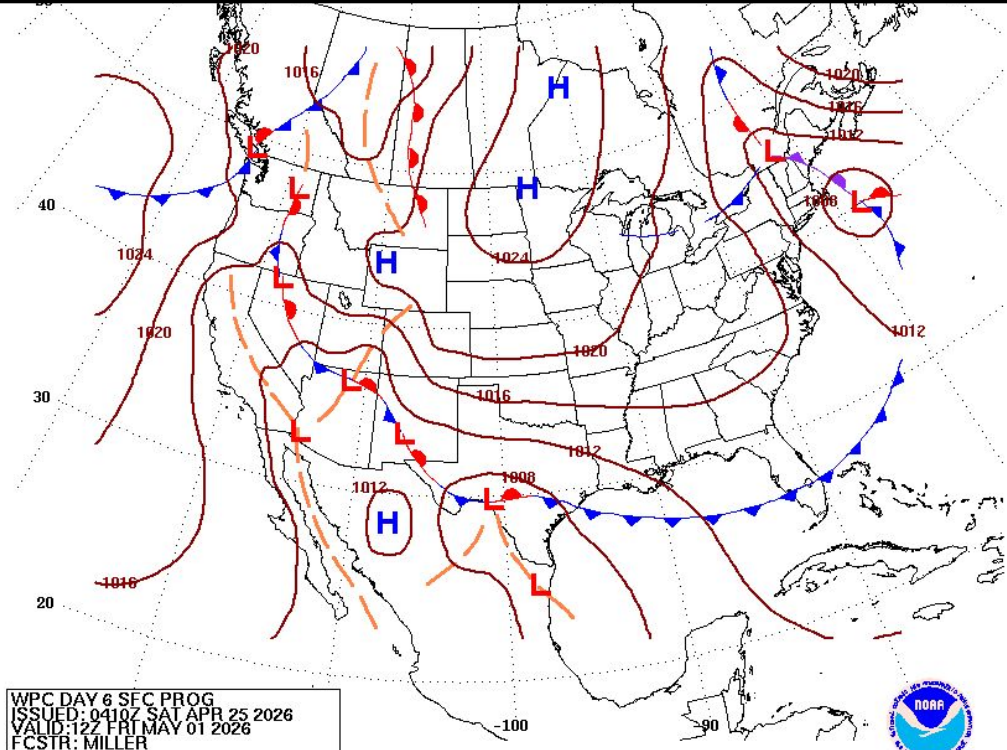 1020
1016
H
1020
1016
1012
L
L
H
L
L
1008
40
1024
H
1024
L
1020
1012
1020
L
1016
30
L
L
1012
1008
1012
L
H
1016
L
20
WPC DAY 6 SFC PROG
ISSUED: 0410Z SAT APR 25 2026
VALID:12Z FRI MAY 01 2026
FCSTR: MILLER
-100
-90
NOAA